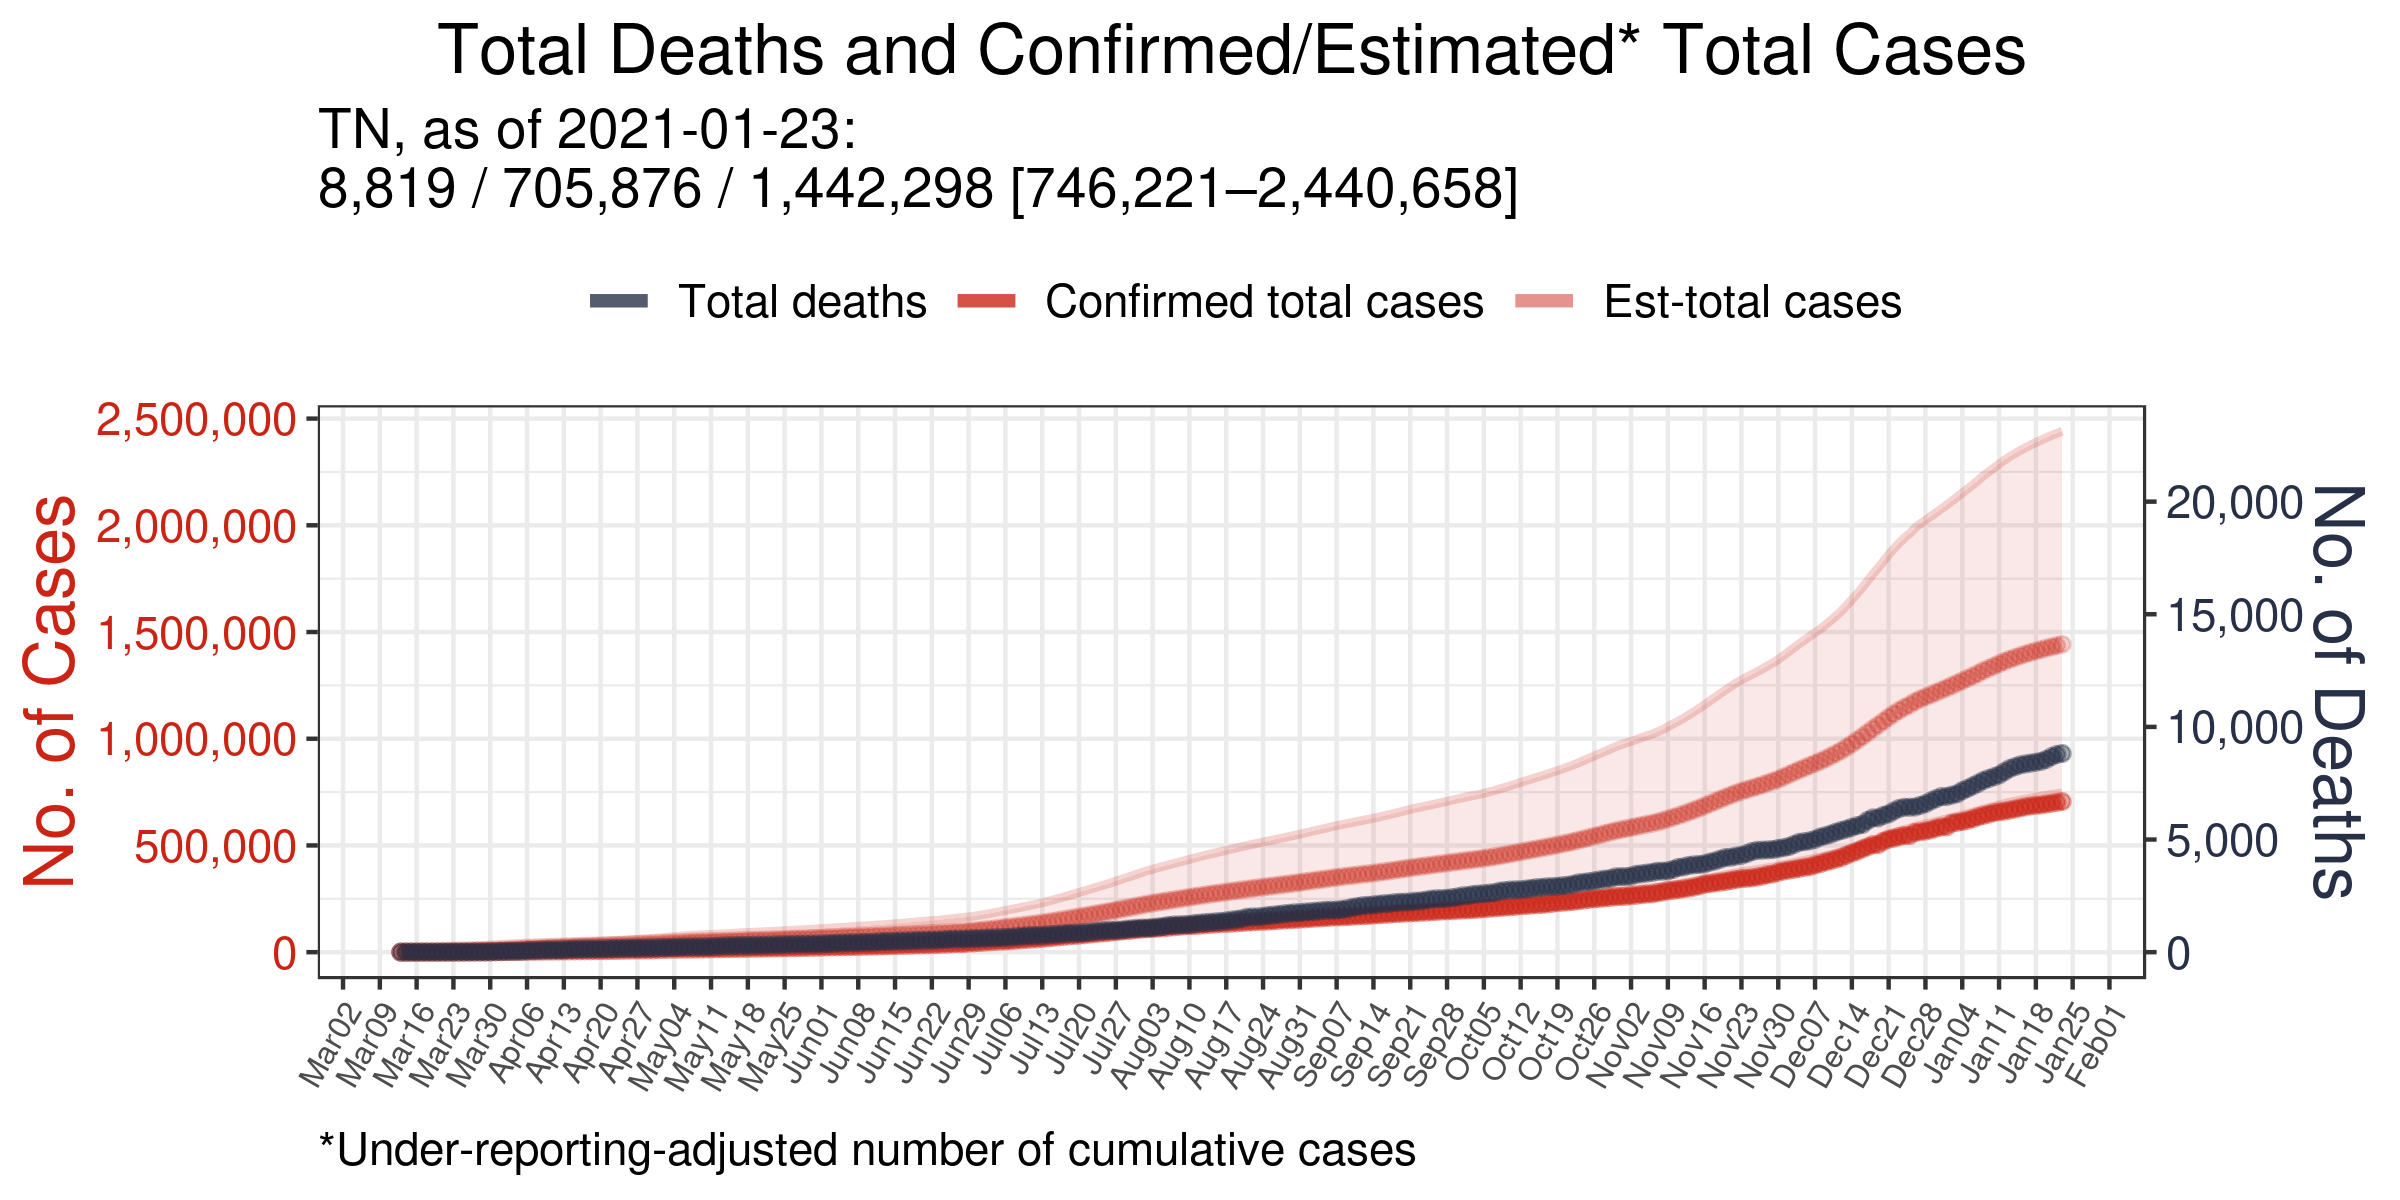 Total Deaths and Confirmed/Estimated* Total Cases
TN, as of 2021-01-23:
8,819 / 705,876 / 1,442,298 [746,221–2,440,658]
Total deaths
Confirmed total cases
Est-total cases
No. of Cases
2,500,000
2,000,000
1,500,000
1,000,000
500,000
0
20,000
15,000
10,000
5,000
0
No. of Deaths
Mar02
Mar09
Mar16
Mar23
Mar30
Apr06
Apr13
Apr20
Apr27
May04
May11
May18
May25
Jun01
Jun08
Jun15
Jun22
Jun29
Jul06
Jul13
Jul20
Jul27
Aug03
Aug10
Aug17
Aug24
Aug31
Sep07
Sep14
Sep21
Sep28
Oct05
Oct12
Oct19
Oct26
Nov02
Nov09
Nov16
Nov23
Nov30
Dec07
Dec14
Dec21
Dec28
Jan04
Jan11
Jan18
Jan25
Feb01
*Under-reporting-adjusted number of cumulative cases